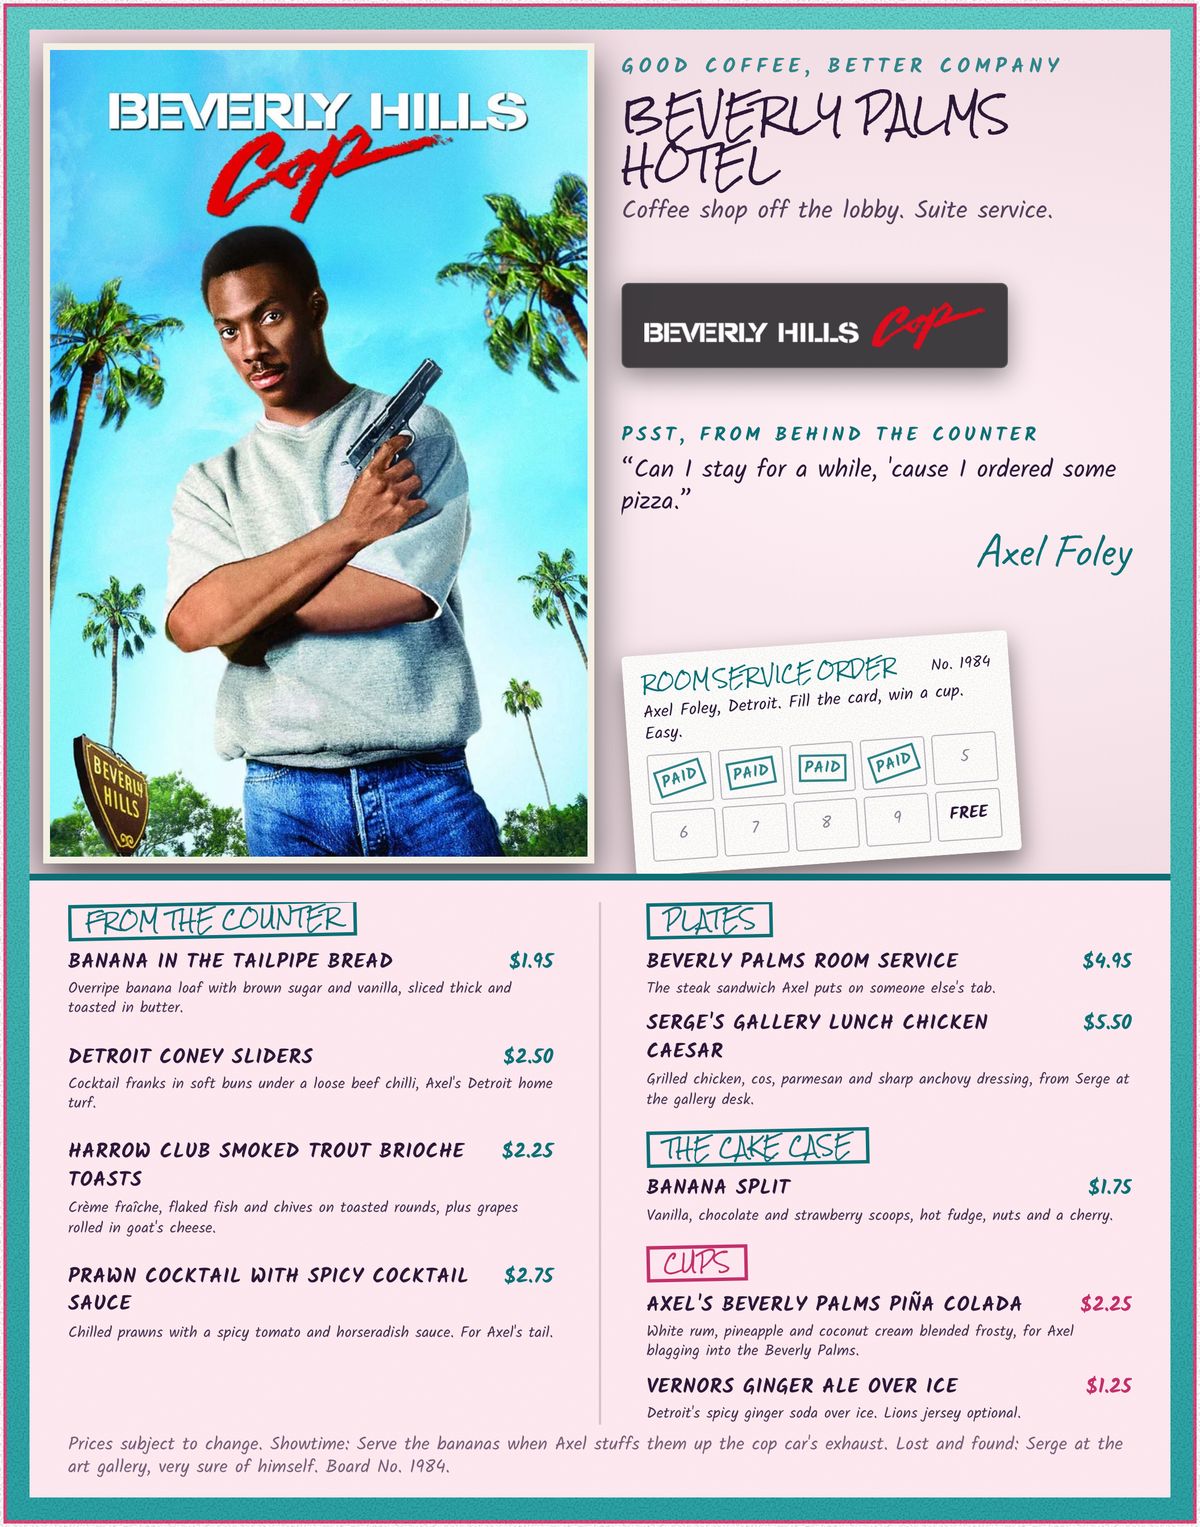 BEVERLY HILLS
Cop
BEVERLY
HILLS
GOOD COFFEE, BETTER COMPANY
BEVERLY PALMS
HOTEL
Coffee shop off the lobby. Suite service.
BEVERLY HILLS Cop
PSST, FROM BEHIND THE COUNTER
“Can I stay for a while, 'cause I ordered some
pizza.”
Axel Foley
ROOM SERVICE ORDER No. 1984
Axel Foley, Detroit. Fill the card, win a cup.
Easy.
PAID PAID PAID PAID 5
6 7 8 9 FREE
FROM THE COUNTER
BANANA IN THE TAILPIPE BREAD $1.95
Overripe banana loaf with brown sugar and vanilla, sliced thick and
toasted in butter.
DETROIT CONEY SLIDERS $2.50
Cocktail franks in soft buns under a loose beef chilli, Axel's Detroit home
turf.
HARROW CLUB SMOKED TROUT BRIOCHE $2.25
TOASTS
Crème fraîche, flaked fish and chives on toasted rounds, plus grapes
rolled in goat's cheese.
PRAWN COCKTAIL WITH SPICY COCKTAIL $2.75
SAUCE
Chilled prawns with a spicy tomato and horseradish sauce. For Axel's tail.
PLATES
BEVERLY PALMS ROOM SERVICE $4.95
The steak sandwich Axel puts on someone else's tab.
SERGE'S GALLERY LUNCH CHICKEN $5.50
CAESAR
Grilled chicken, cos, parmesan and sharp anchovy dressing, from Serge at
the gallery desk.
THE CAKE CASE
BANANA SPLIT $1.75
Vanilla, chocolate and strawberry scoops, hot fudge, nuts and a cherry.
CUPS
AXEL'S BEVERLY PALMS PIÑA COLADA $2.25
White rum, pineapple and coconut cream blended frosty, for Axel
blagging into the Beverly Palms.
VERNORS GINGER ALE OVER ICE $1.25
Detroit's spicy ginger soda over ice. Lions jersey optional.
Prices subject to change. Showtime: Serve the bananas when Axel stuffs them up the cop car's exhaust. Lost and found: Serge at the
art gallery, very sure of himself. Board No. 1984.